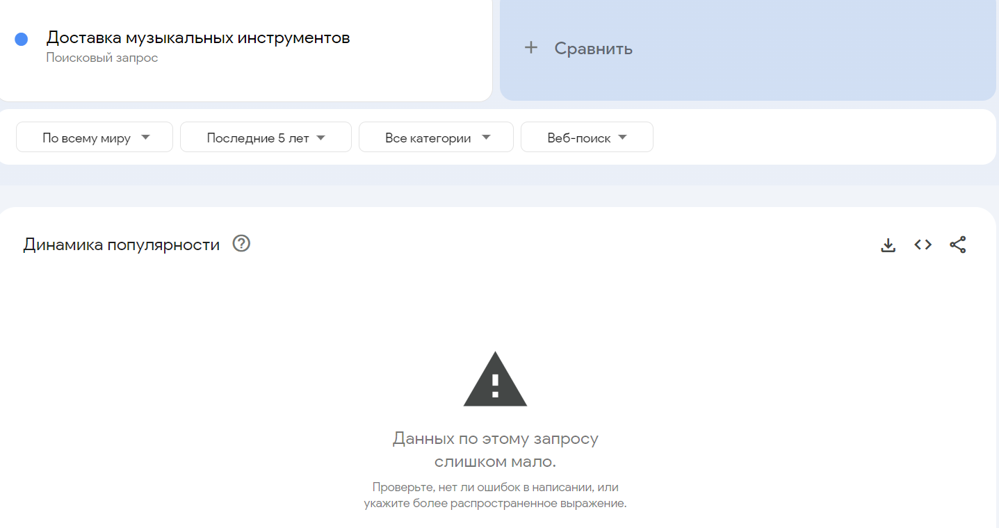 Доставка музыкальных инструментов
Поисковый запрос
+ Сравнить
По всему миру
Последние 5 лет
Все категории
Веб-поиск
Динамика популярности
Данных по этому запросу
слишком мало.
Проверьте, нет ли ошибок в написании, или
укажите более распространенное выражение.